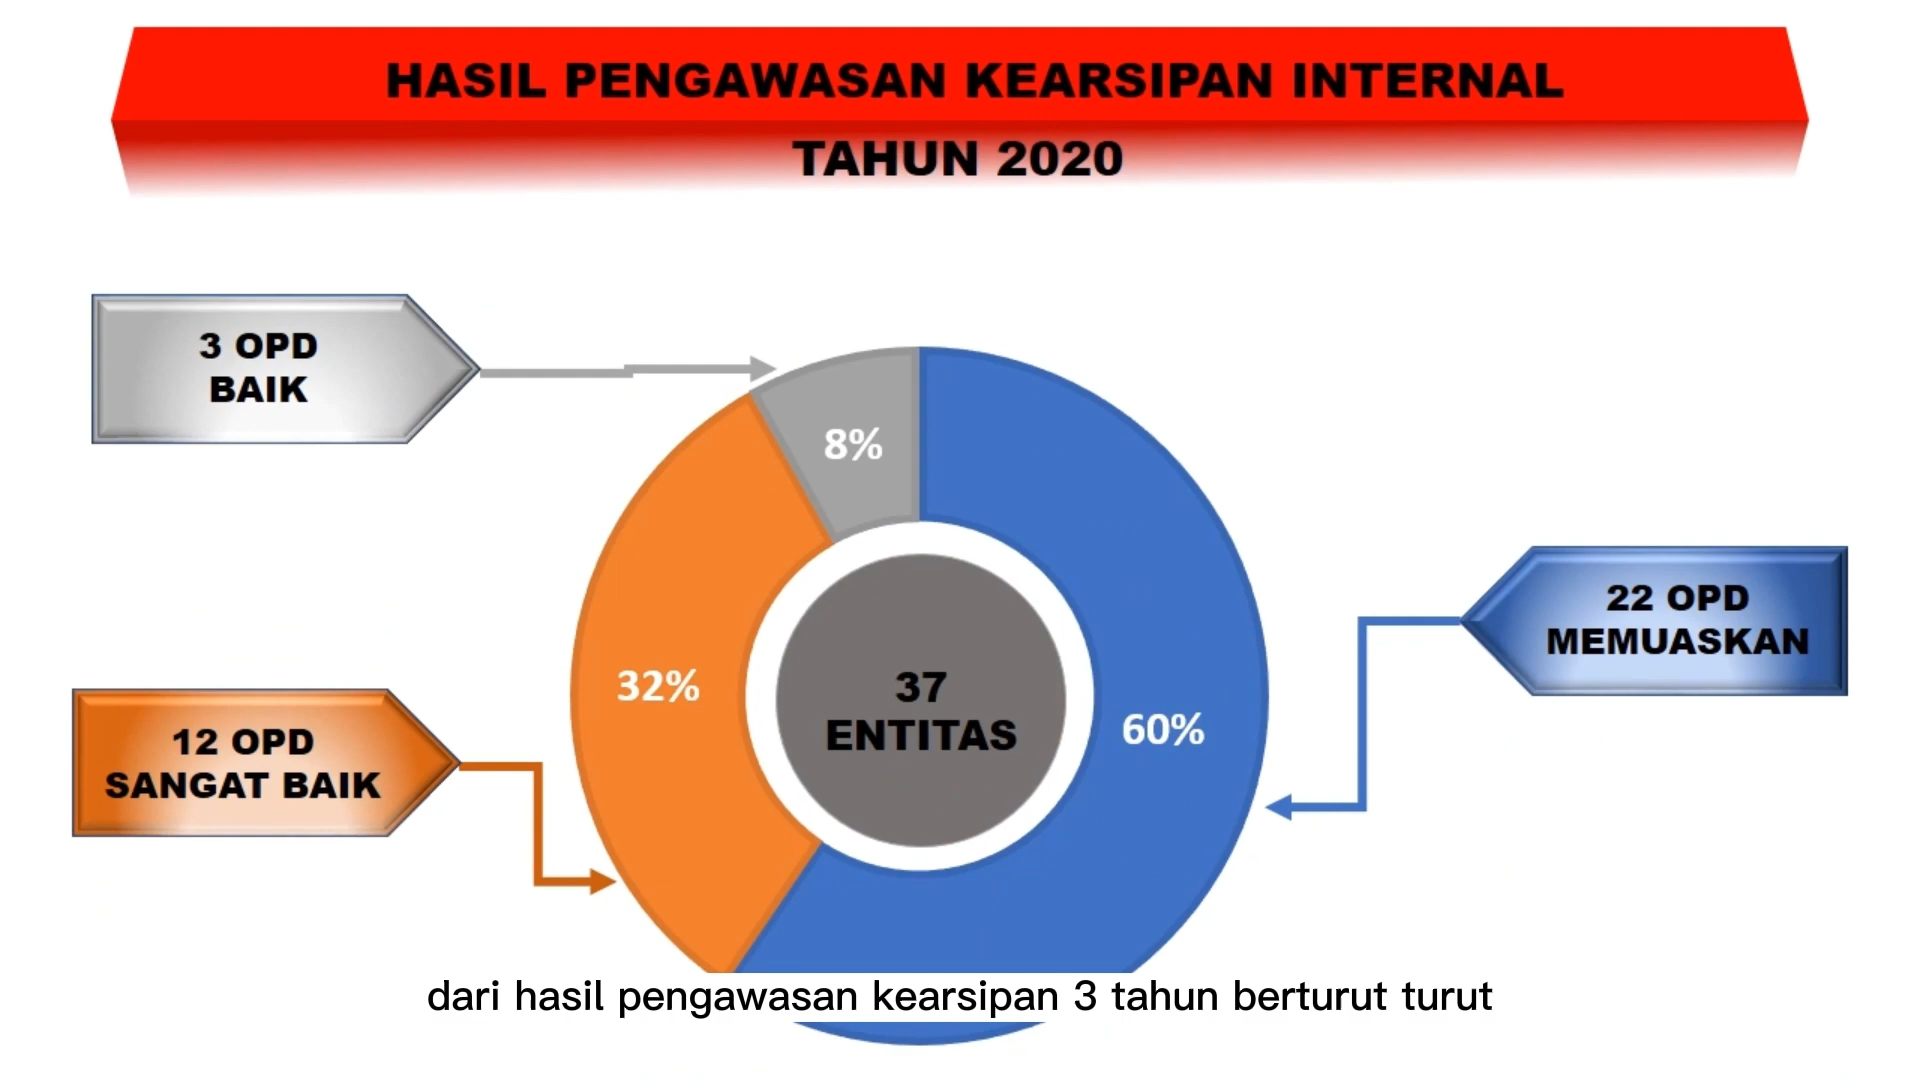 HASIL PENGAWASAN KEARSIPAN INTERNAL
TAHUN 2020
3 OPD
BAIK
8%
22 OPD
MEMUASKAN
32%
37
ENTITAS
60%
12 OPD
SANGAT BAIK
dari hasil pengawasan kearsipan 3 tahun berturut turut